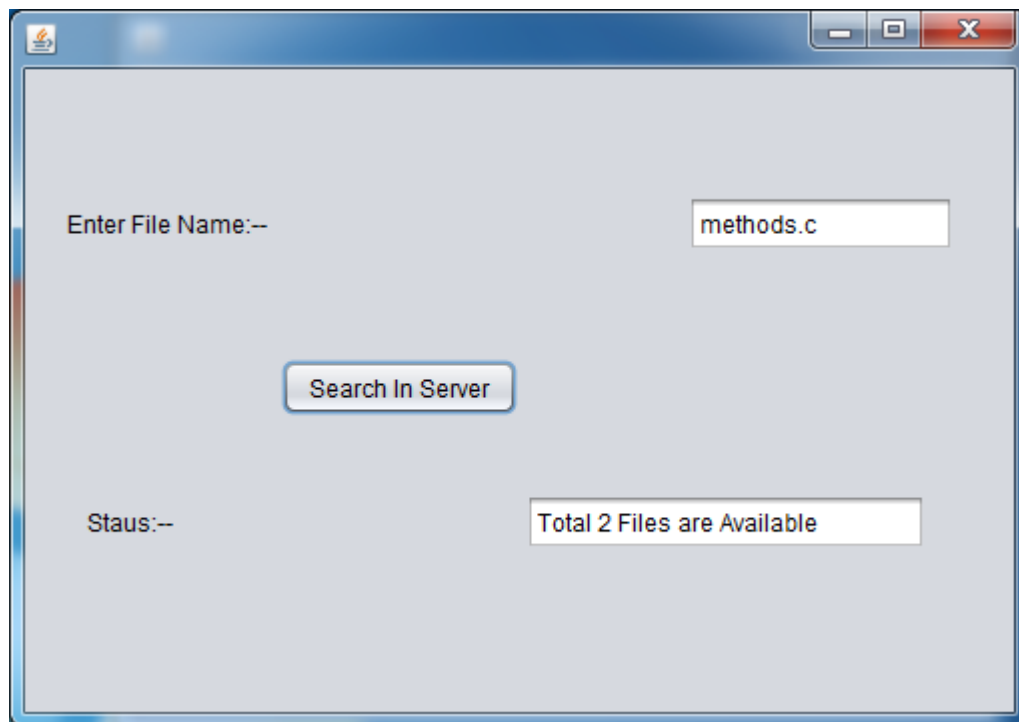 Enter File Name:--
methods.c
Search In Server
Staus:--
Total 2 Files are Available